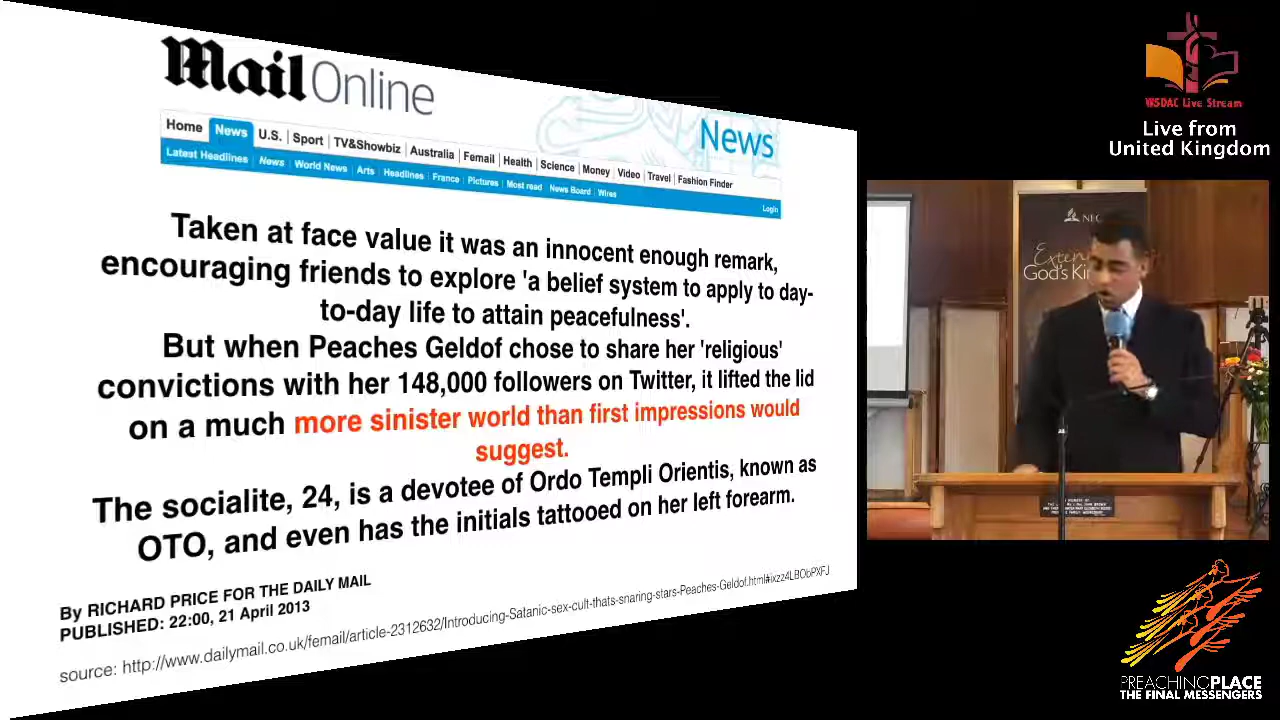 Mail Online
News
Home News U.S. Sport TV&Showbiz Australia Femail Health Science Money Video Travel Fashion Finder
Latest Headlines News World News Arts Headlines France Pictures Most read News Board Wires
Login
Taken at face value it was an innocent enough remark,
encouraging friends to explore 'a belief system to apply to day-
to-day life to attain peacefulness'.
But when Peaches Geldof chose to share her 'religious'
convictions with her 148,000 followers on Twitter, it lifted the lid
on a much more sinister world than first impressions would
suggest.
The socialite, 24, is a devotee of Ordo Templi Orientis, known as
OTO, and even has the initials tattooed on her left forearm.
By RICHARD PRICE FOR THE DAILY MAIL
PUBLISHED: 22:00, 21 April 2013
source: http://www.dailymail.co.uk/femail/article-2312632/Introducing-Satanic-sex-cult-thats-snaring-stars-Peaches-Geldof.html#ixzz4LBObPXFJ
WSDAC Live Stream
Live from
United Kingdom
God's
PREACHINGPLACE
THE FINAL MESSENGERS